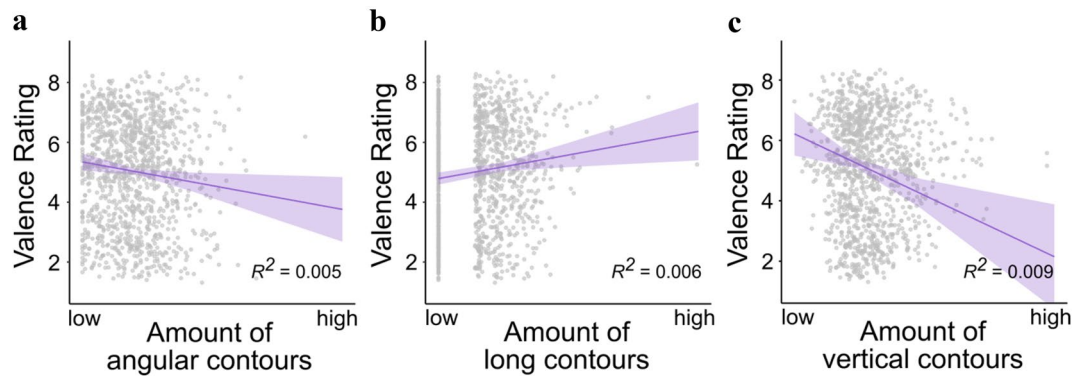 a
Valence Rating
8
6
4
2
R² = 0.005
low
high
Amount of
angular contours
b
Valence Rating
8
6
4
2
R² = 0.006
low
high
Amount of
long contours
c
Valence Rating
8
6
4
2
R² = 0.009
low
high
Amount of
vertical contours